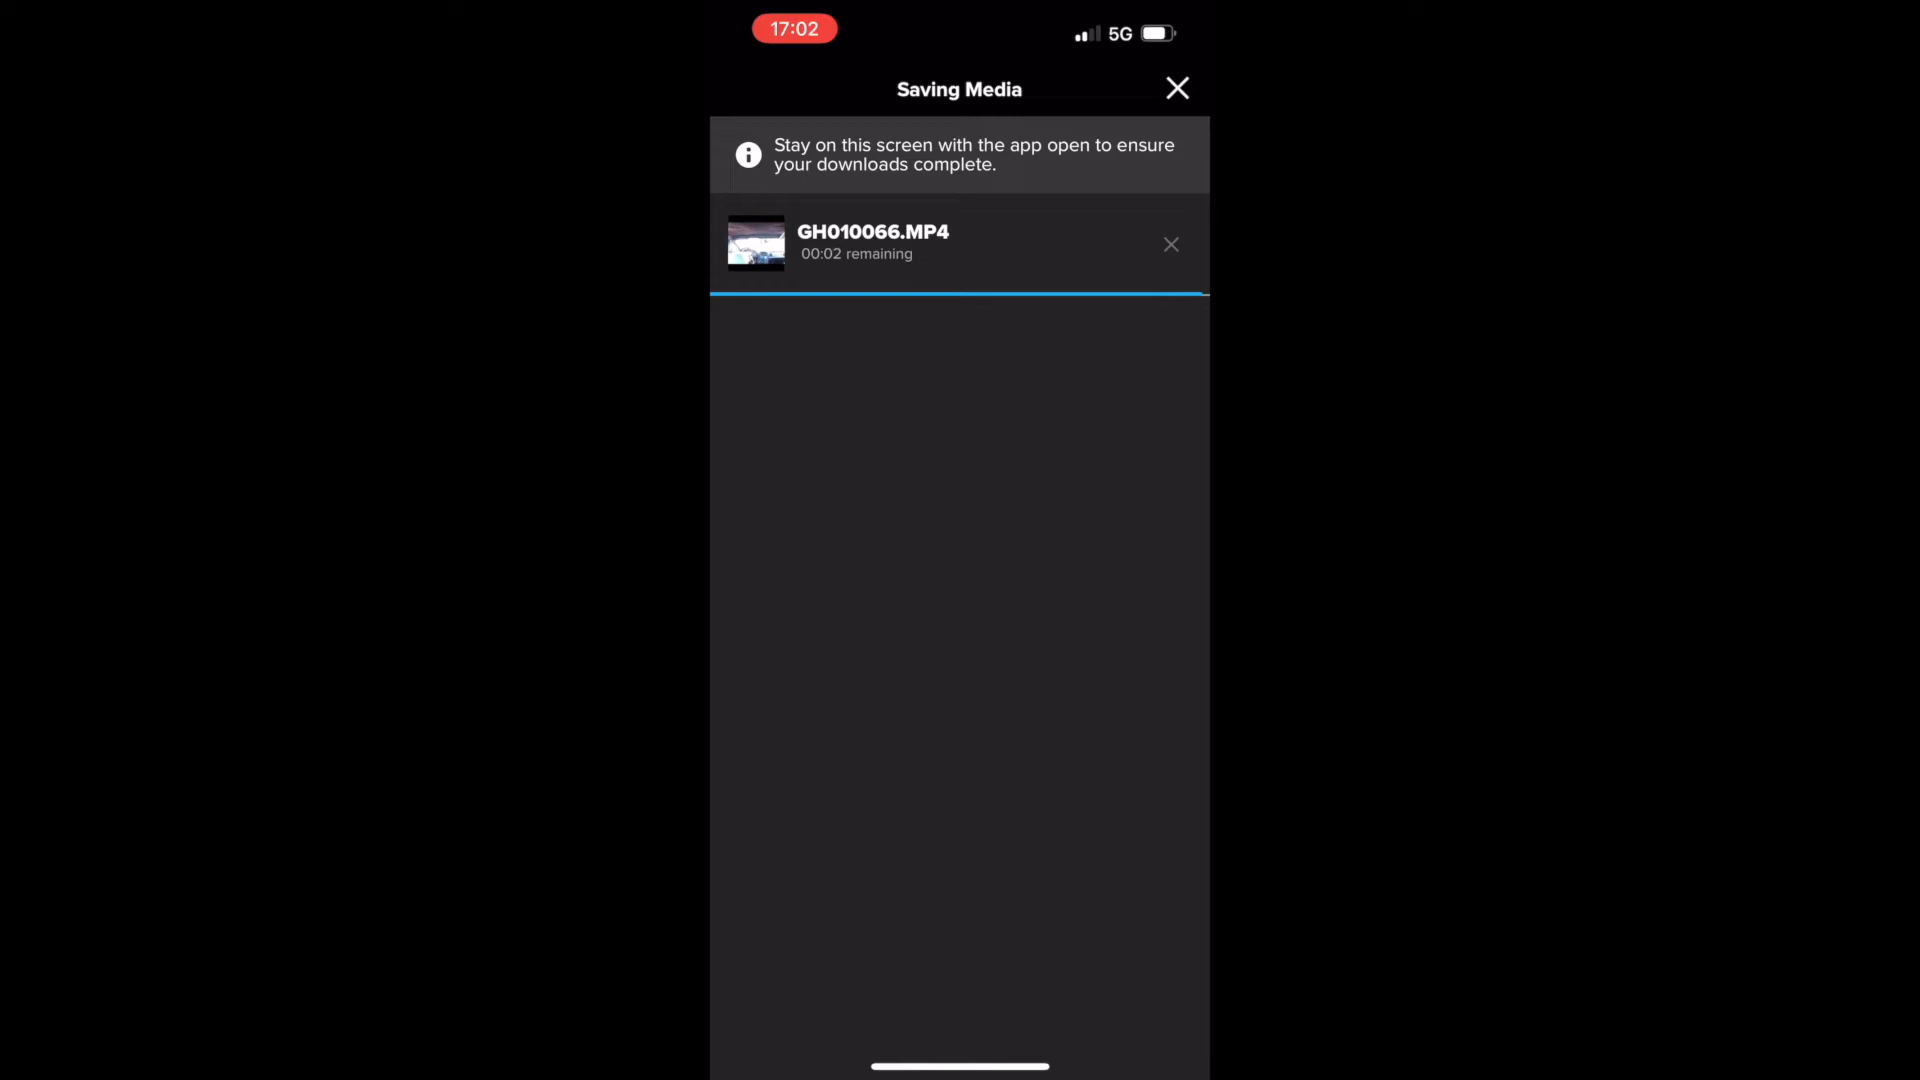 17:02
5G
Saving Media
Stay on this screen with the app open to ensure
your downloads complete.
GH010066.MP4
00:02 remaining